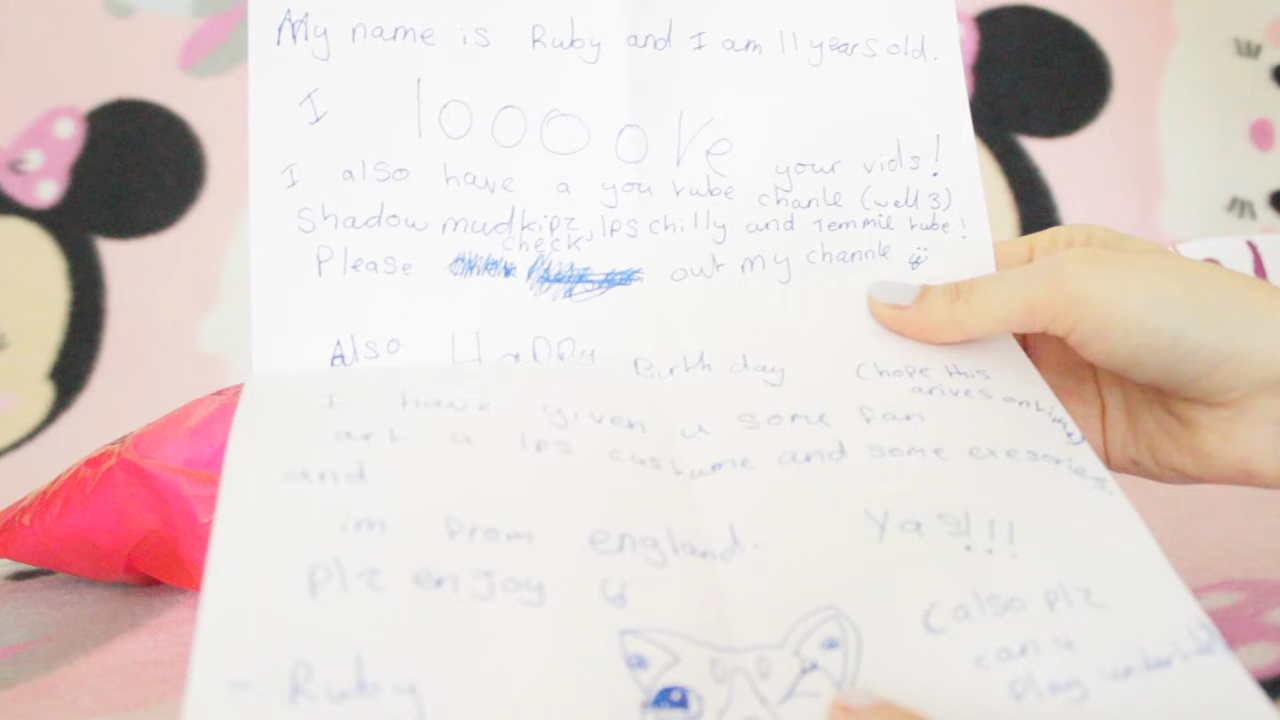 My name is Ruby and I am 11 years old.
I loooove your vids!
I also have a you tube chanle (well 3)
Shadow mudkipz, lps chilly and Temmie tube!
Please check out my channle
Also Happy Birthday (hope this
arives on time)
I have given u some fan
art a lps custume and some exesories.
and
im from england. Yas!!!
plz enjoy
(also plz
can u
play undertale
- Ruby